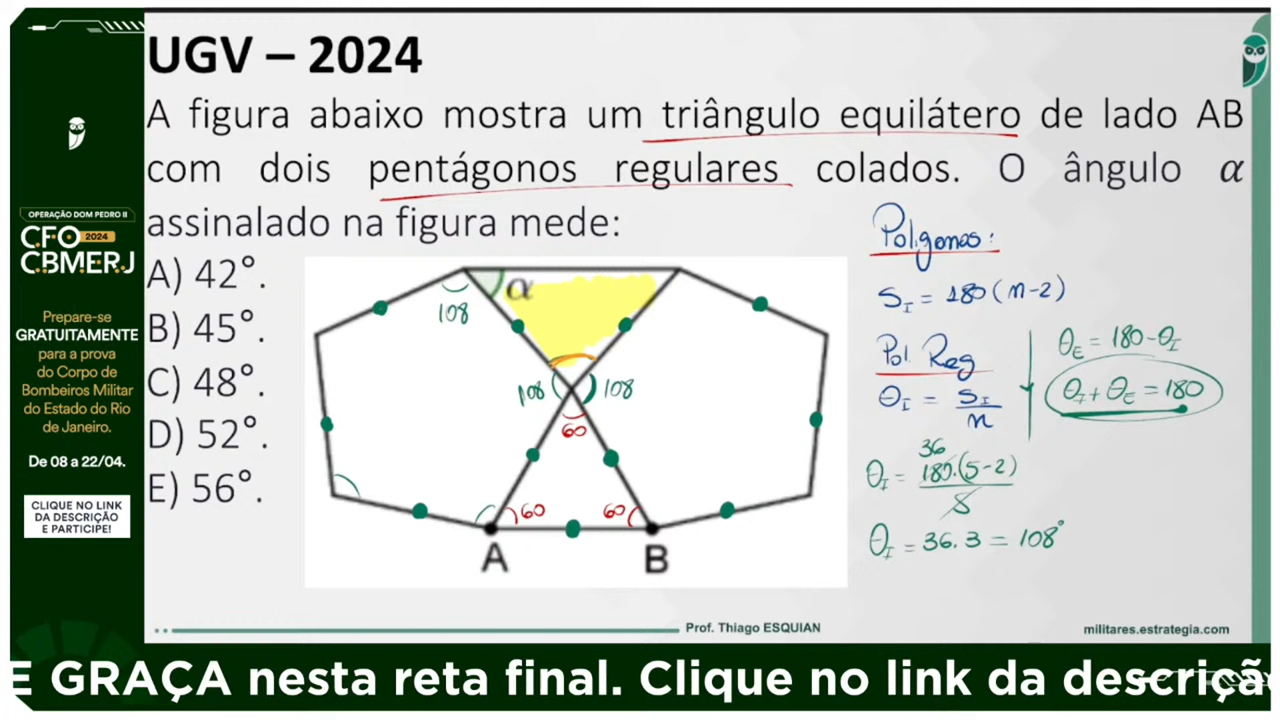 UGV – 2024
A figura abaixo mostra um triângulo equilátero de lado AB
com dois pentágonos regulares colados. O ângulo α
assinalado na figura mede:
A) 42°.
B) 45°.
C) 48°.
D) 52°.
E) 56°.
α
108
108
108
60
60
60
A
B
Polígonos:
S_I = 180(n-2)
Pol. Reg
θ_I = S_I / n
θ_E = 180-θ_I
θ_I + θ_E = 180
36
θ_I = 180.(5-2) / 5
θ_I = 36.3 = 108°
OPERAÇÃO DOM PEDRO II
CFO 2024
CBMERJ
Prepare-se
GRATUITAMENTE
para a prova
do Corpo de
Bombeiros Militar
do Estado do Rio
de Janeiro.
De 08 a 22/04.
CLIQUE NO LINK
DA DESCRIÇÃO
E PARTICIPE!
Prof. Thiago ESQUIAN
militares.estrategia.com
E GRAÇA nesta reta final. Clique no link da descriçã